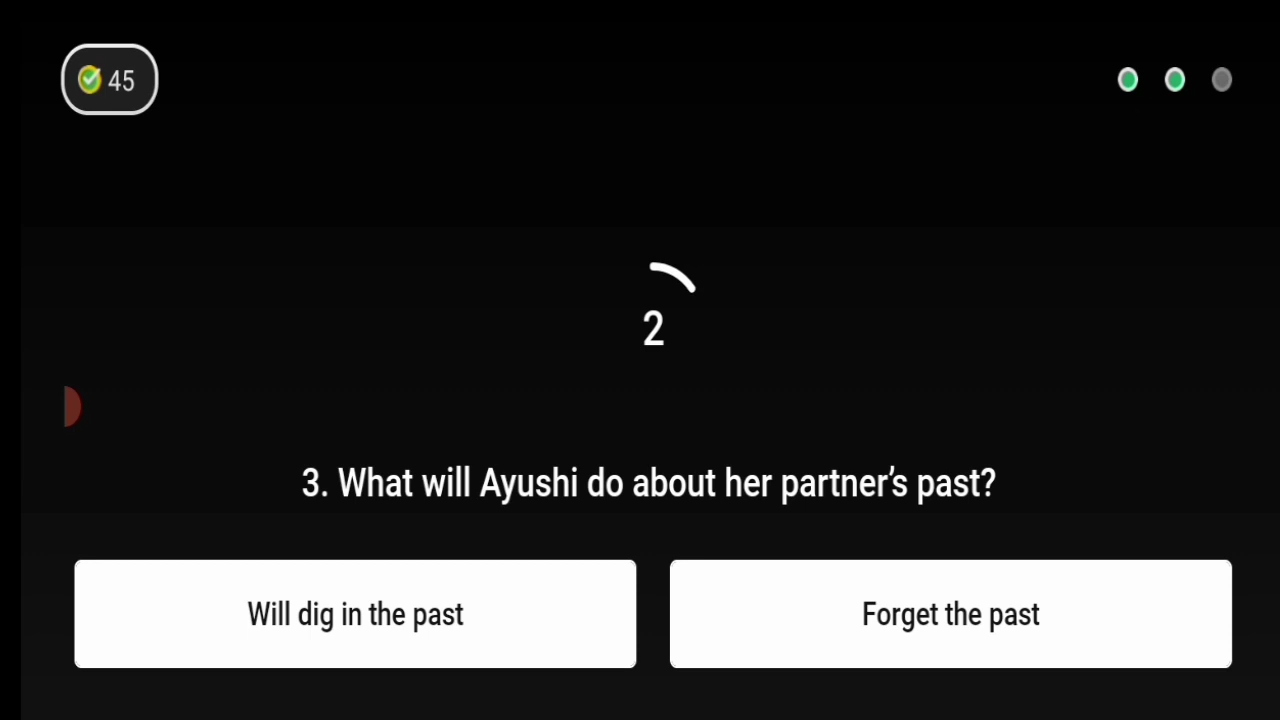 45
2
3. What will Ayushi do about her partner’s past?
Will dig in the past
Forget the past